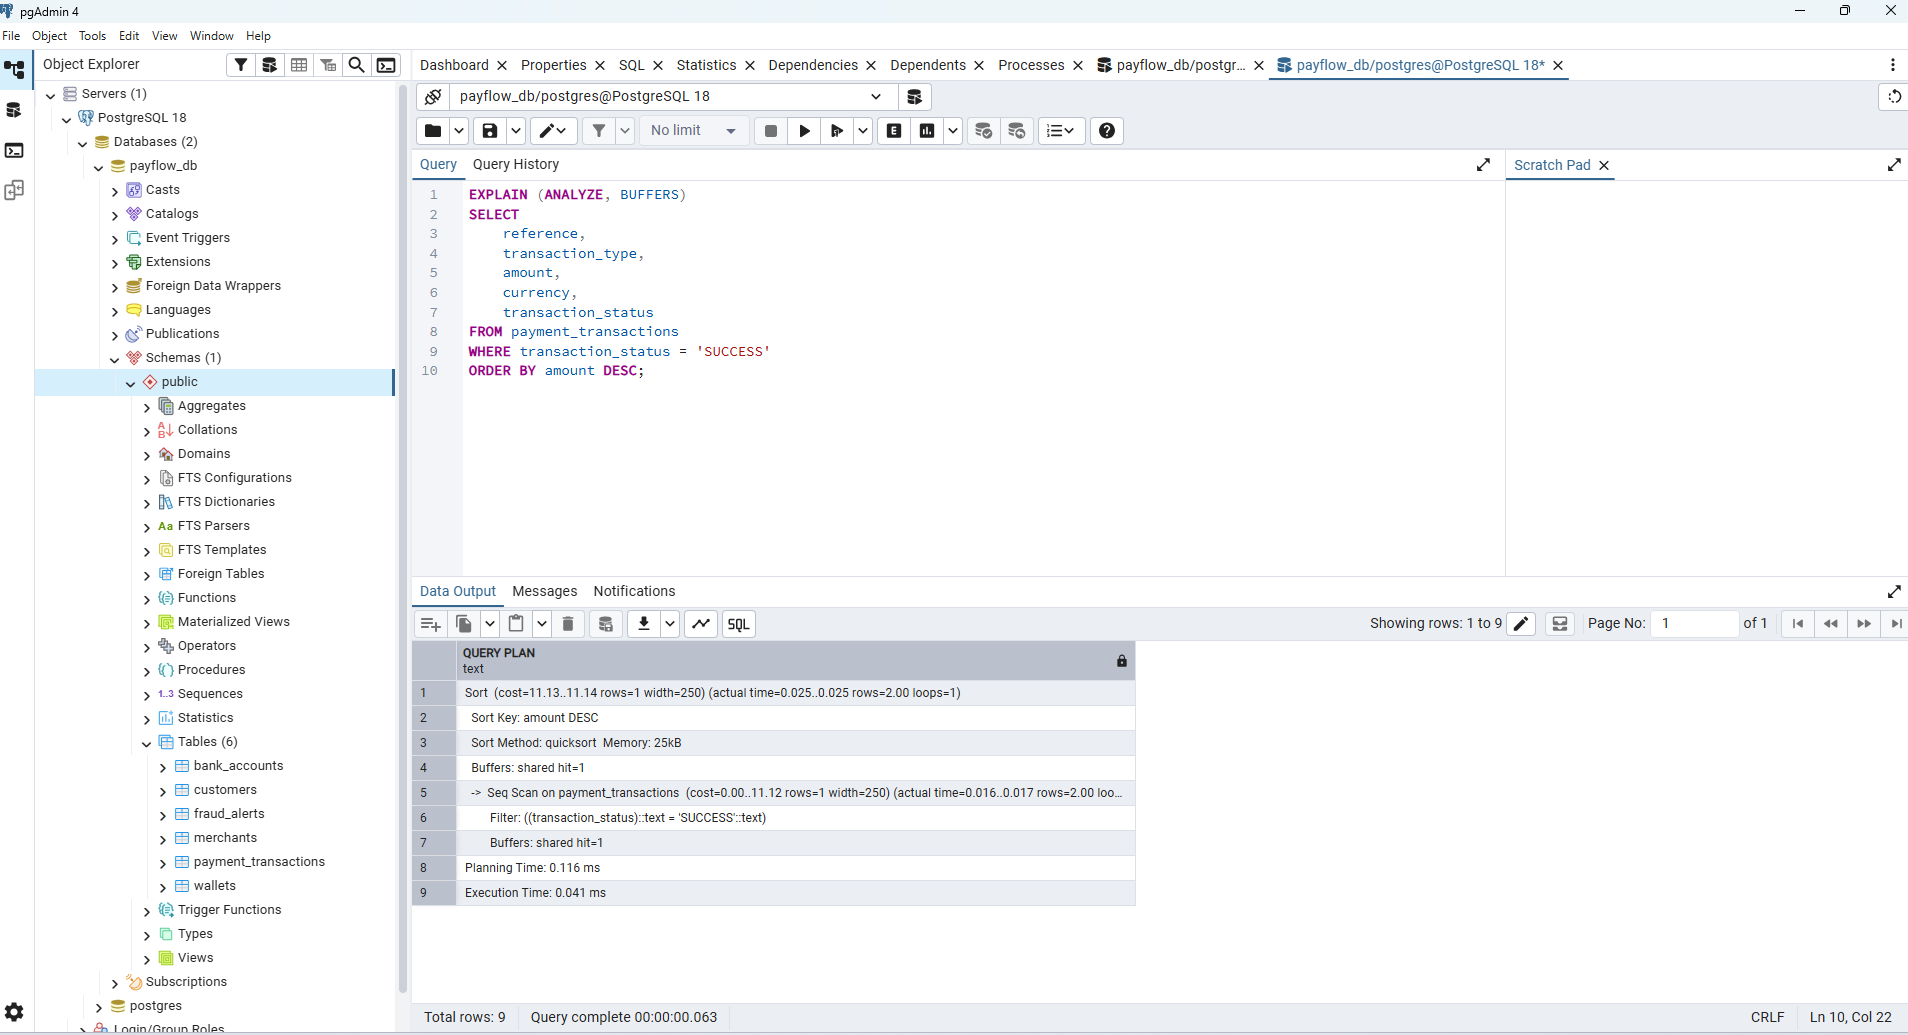 pgAdmin 4
File Object Tools Edit View Window Help
Object Explorer
Servers (1)
PostgreSQL 18
Databases (2)
payflow_db
Casts
Catalogs
Event Triggers
Extensions
Foreign Data Wrappers
Languages
Publications
Schemas (1)
public
Aggregates
Collations
Domains
FTS Configurations
FTS Dictionaries
Aa FTS Parsers
FTS Templates
Foreign Tables
Functions
Materialized Views
Operators
Procedures
1..3 Sequences
Statistics
Tables (6)
bank_accounts
customers
fraud_alerts
merchants
payment_transactions
wallets
Trigger Functions
Types
Views
Subscriptions
postgres
Login/Group Roles
Dashboard Properties SQL Statistics Dependencies Dependents Processes payflow_db/postgr... payflow_db/postgres@PostgreSQL 18*
payflow_db/postgres@PostgreSQL 18
No limit E
Query Query History
Scratch Pad
1 EXPLAIN (ANALYZE, BUFFERS)
2 SELECT
3 reference,
4 transaction_type,
5 amount,
6 currency,
7 transaction_status
8 FROM payment_transactions
9 WHERE transaction_status = 'SUCCESS'
10 ORDER BY amount DESC;
Data Output Messages Notifications
SQL Showing rows: 1 to 9 Page No: 1 of 1
QUERY PLAN
text
1 Sort (cost=11.13..11.14 rows=1 width=250) (actual time=0.025..0.025 rows=2.00 loops=1)
2 Sort Key: amount DESC
3 Sort Method: quicksort Memory: 25kB
4 Buffers: shared hit=1
5 -> Seq Scan on payment_transactions (cost=0.00..11.12 rows=1 width=250) (actual time=0.016..0.017 rows=2.00 loo...
6 Filter: ((transaction_status)::text = 'SUCCESS'::text)
7 Buffers: shared hit=1
8 Planning Time: 0.116 ms
9 Execution Time: 0.041 ms
Total rows: 9 Query complete 00:00:00.063 CRLF Ln 10, Col 22